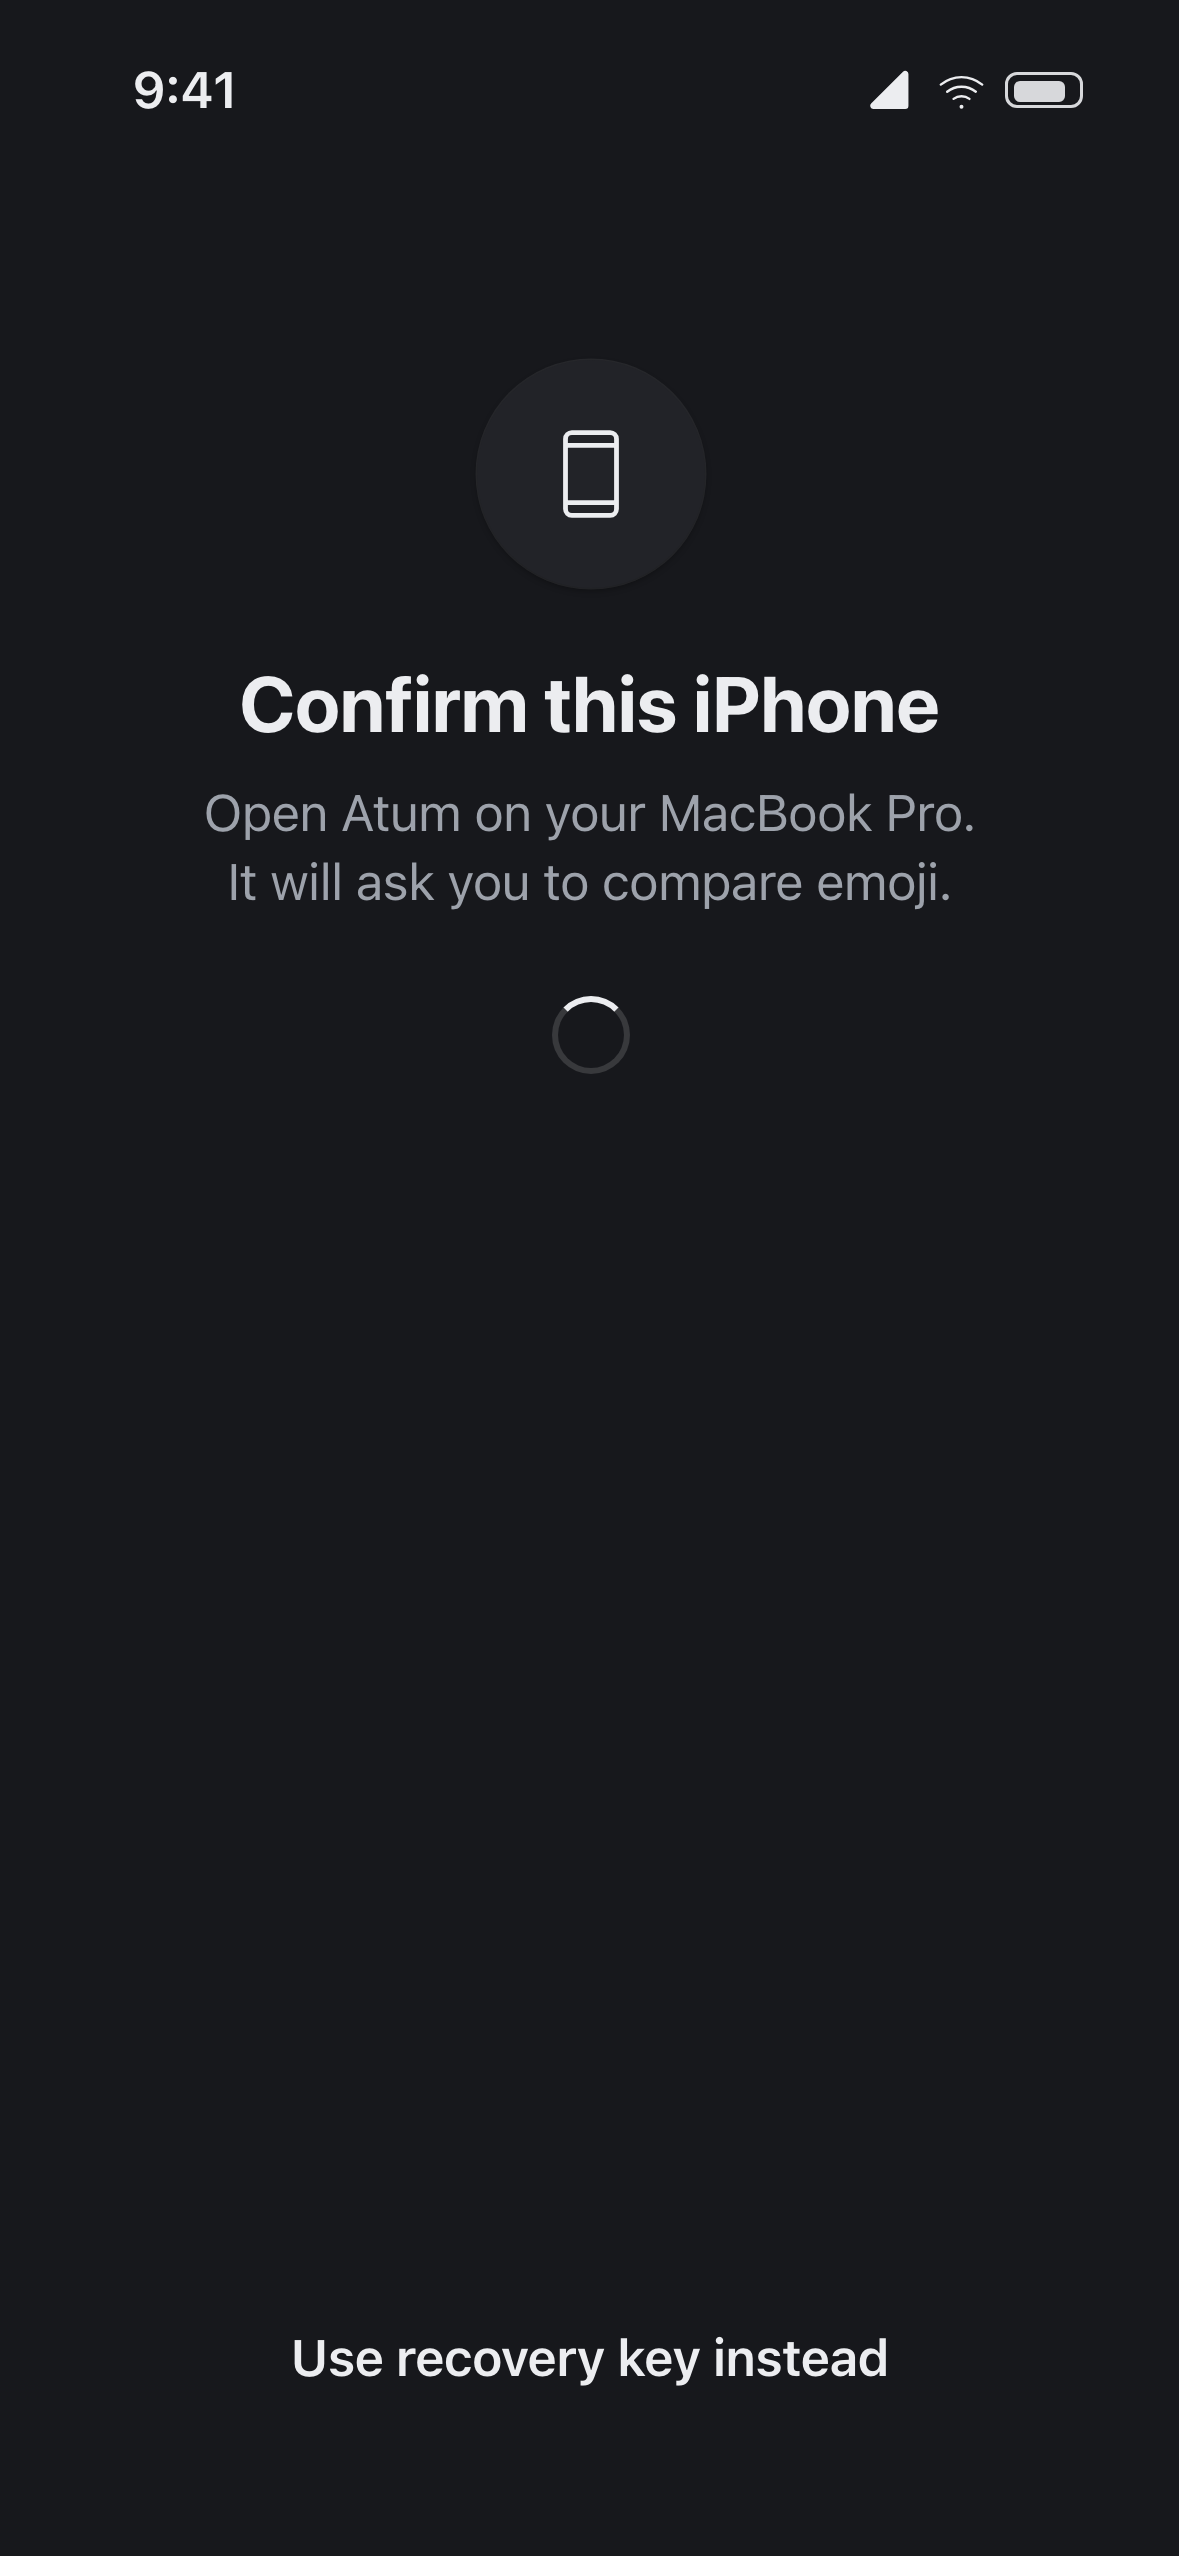 9:41
Confirm this iPhone
Open Atum on your MacBook Pro.
It will ask you to compare emoji.
Use recovery key instead